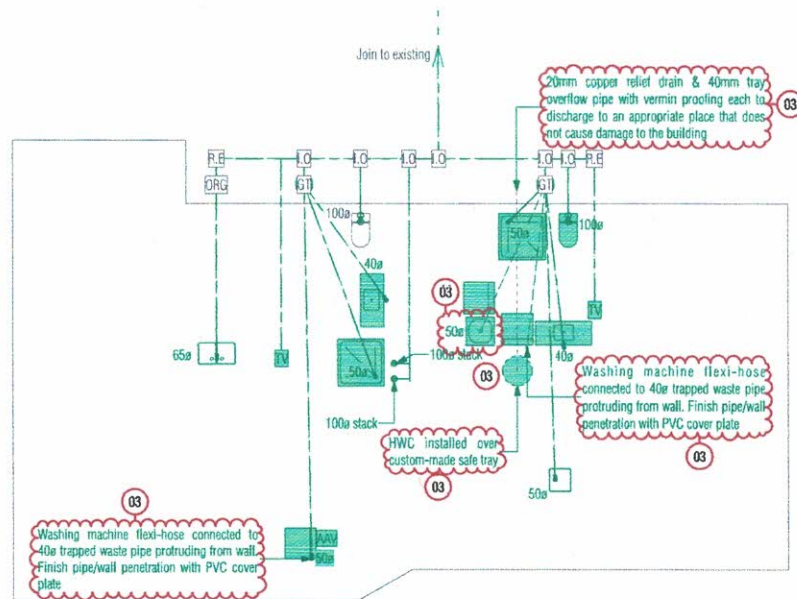 Join to existing
20mm copper relief drain & 40mm tray
overflow pipe with vermin proofing each to
discharge to an appropriate place that does
not cause damage to the building
03
R.E
I.O
I.O
I.O
I.O
I.O
I.O
R.E
ORG
GT
GT
100ø
50ø
100ø
40ø
03
TV
50ø
65ø
TV
50ø
100ø stack
03
40ø
100ø stack
Washing machine flexi-hose
connected to 40ø trapped waste pipe
protruding from wall. Finish pipe/wall
penetration with PVC cover plate
03
HWC installed over
custom-made safe tray
03
50ø
03
Washing machine flexi-hose connected to
40ø trapped waste pipe protruding from wall.
Finish pipe/wall penetration with PVC cover
plate
AAV
50ø